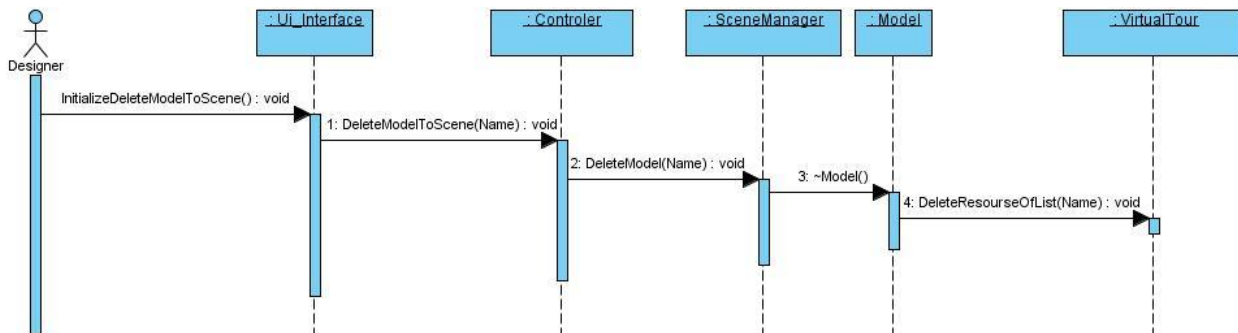 : Ui_Interface
: Controler
: SceneManager
: Model
: VirtualTour
Designer
InitializeDeleteModelToScene() : void
1: DeleteModelToScene(Name) : void
2: DeleteModel(Name) : void
3: ~Model()
4: DeleteResourseOfList(Name) : void